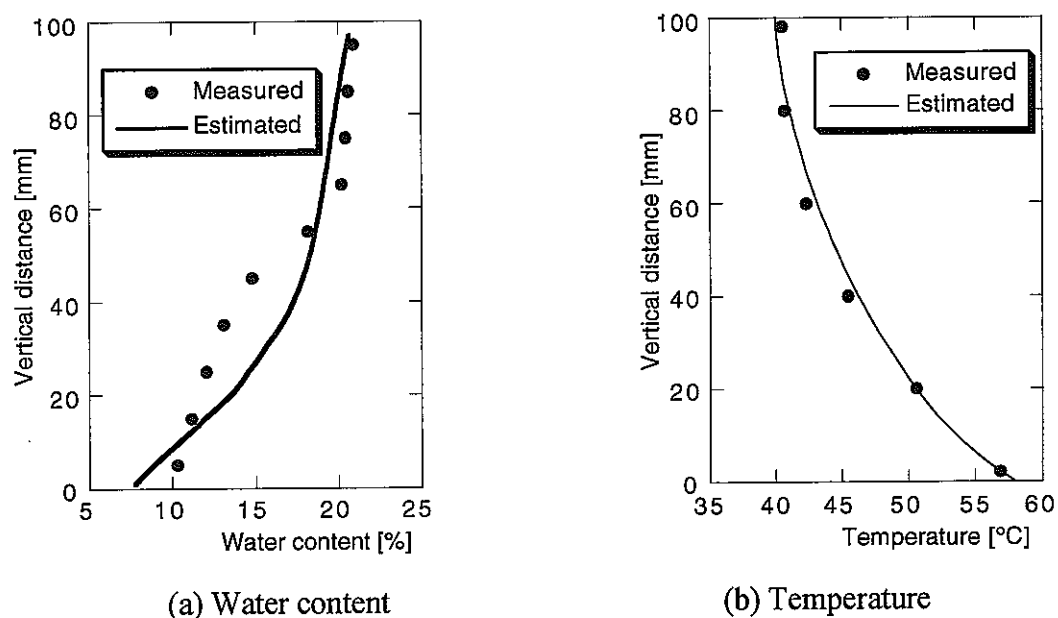 100
80
60
40
20
0
Vertical distance [mm]
Measured
Estimated
5 10 15 20 25
Water content [%]
(a) Water content
100
80
60
40
20
0
Vertical distance [mm]
Measured
Estimated
35 40 45 50 55 60
Temperature [°C]
(b) Temperature